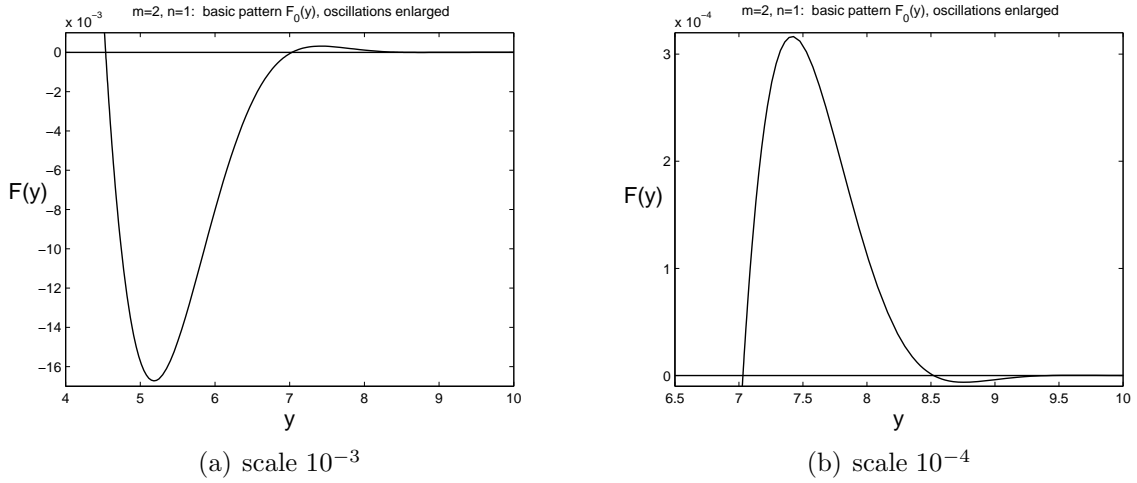 m=2, n=1: basic pattern F₀(y), oscillations enlarged
x 10⁻³
0
−2
−4
−6
−8
−10
−12
−14
−16
F(y)
4 5 6 7 8 9 10
y
(a) scale 10⁻³
m=2, n=1: basic pattern F₀(y), oscillations enlarged
x 10⁻⁴
3
2
1
0
F(y)
6.5 7 7.5 8 8.5 9 9.5 10
y
(b) scale 10⁻⁴